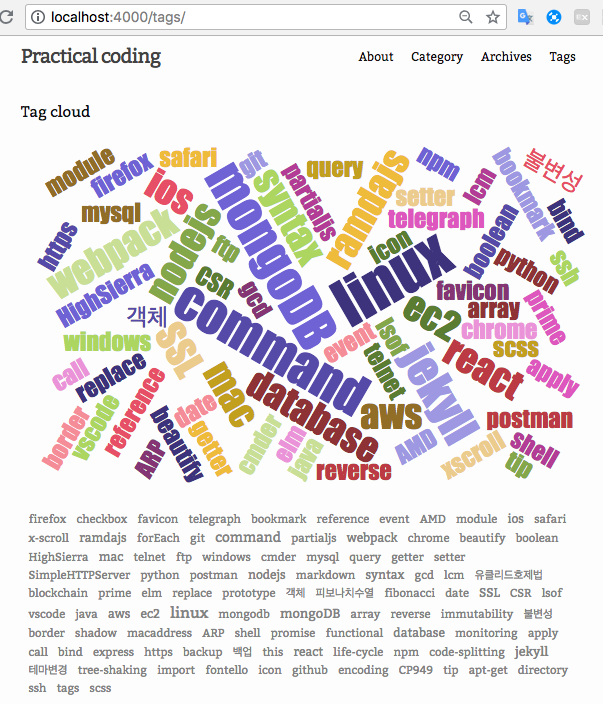 localhost:4000/tags/
Practical coding
About Category Archives Tags
Tag cloud
module
firefox
safari
git
query
npm
불변성
mysql
ios
mongoDB
syntax
partialjs
ramdajs
setter
lcm
bookmark
bind
https
webpack
nodejs
ftp
telegraph
boolean
HighSierra
CSR
gcd
icon
linux
python
ssh
객체
command
favicon
array
prime
windows
SSL
event
lsof
ec2
chrome
scss
call
replace
mac
telnet
jekyll
react
apply
border
vscode
reference
date
database
aws
postman
ARP
beautify
getter
cmder
elm
java
reverse
AMD
xscroll
shell
tip
firefox checkbox favicon telegraph bookmark reference event AMD module ios safari
x-scroll ramdajs forEach git command partialjs webpack chrome beautify boolean
HighSierra mac telnet ftp windows cmder mysql query getter setter
SimpleHTTPServer python postman nodejs markdown syntax gcd lcm 유클리드호제법
blockchain prime elm replace prototype 객체 피보나치수열 fibonacci date SSL CSR lsof
vscode java aws ec2 linux mongodb mongoDB array reverse immutability 불변성
border shadow macaddress ARP shell promise functional database monitoring apply
call bind express https backup 백업 this react life-cycle npm code-splitting jekyll
테마변경 tree-shaking import fontello icon github encoding CP949 tip apt-get directory
ssh tags scss